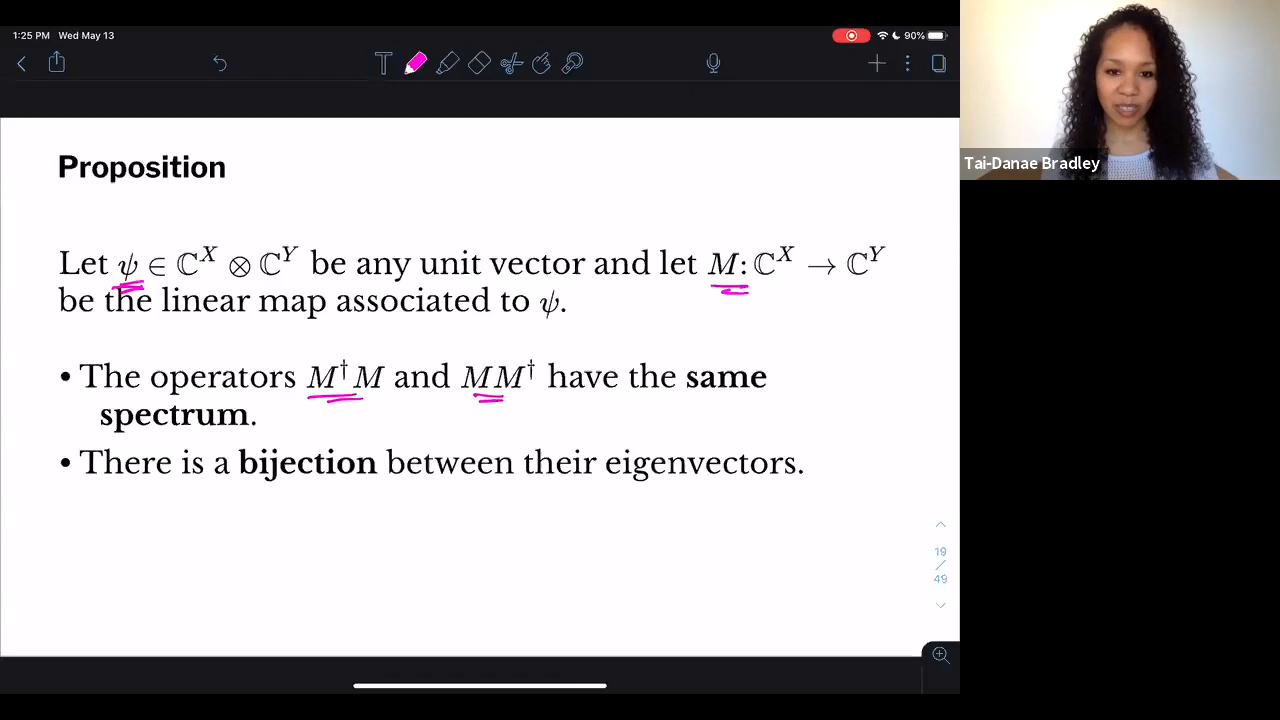 1:25 PM Wed May 13
90%
Tai-Danae Bradley
Proposition
Let ψ ∈ ℂ^X ⊗ ℂ^Y be any unit vector and let M: ℂ^X → ℂ^Y
be the linear map associated to ψ.
• The operators M†M and MM† have the same
spectrum.
• There is a bijection between their eigenvectors.
19
/
49